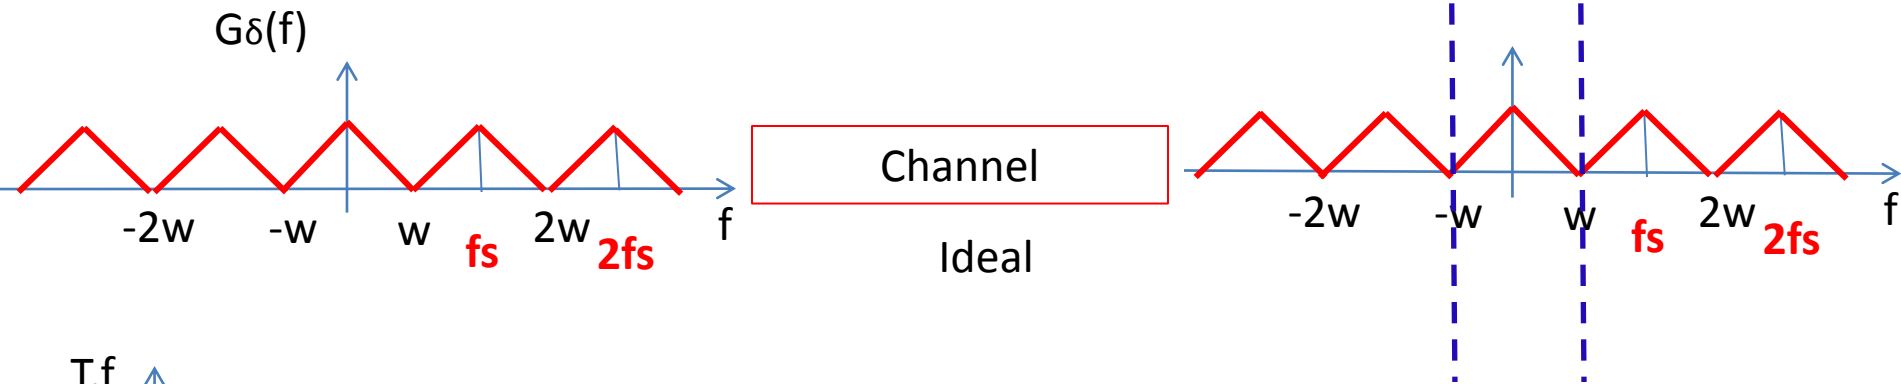 Gδ(f)
Channel
Ideal
-2w -w w fs 2w 2fs f
-2w -w w fs 2w 2fs f
T.f